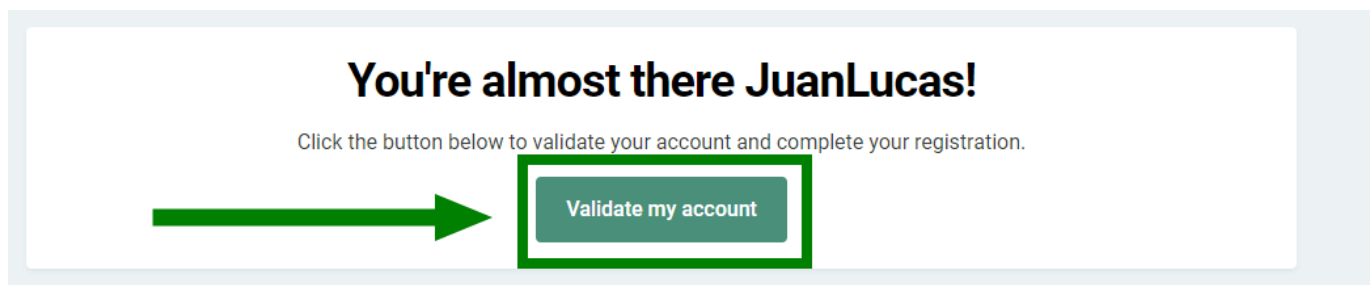 You're almost there JuanLucas!
Click the button below to validate your account and complete your registration.
Validate my account